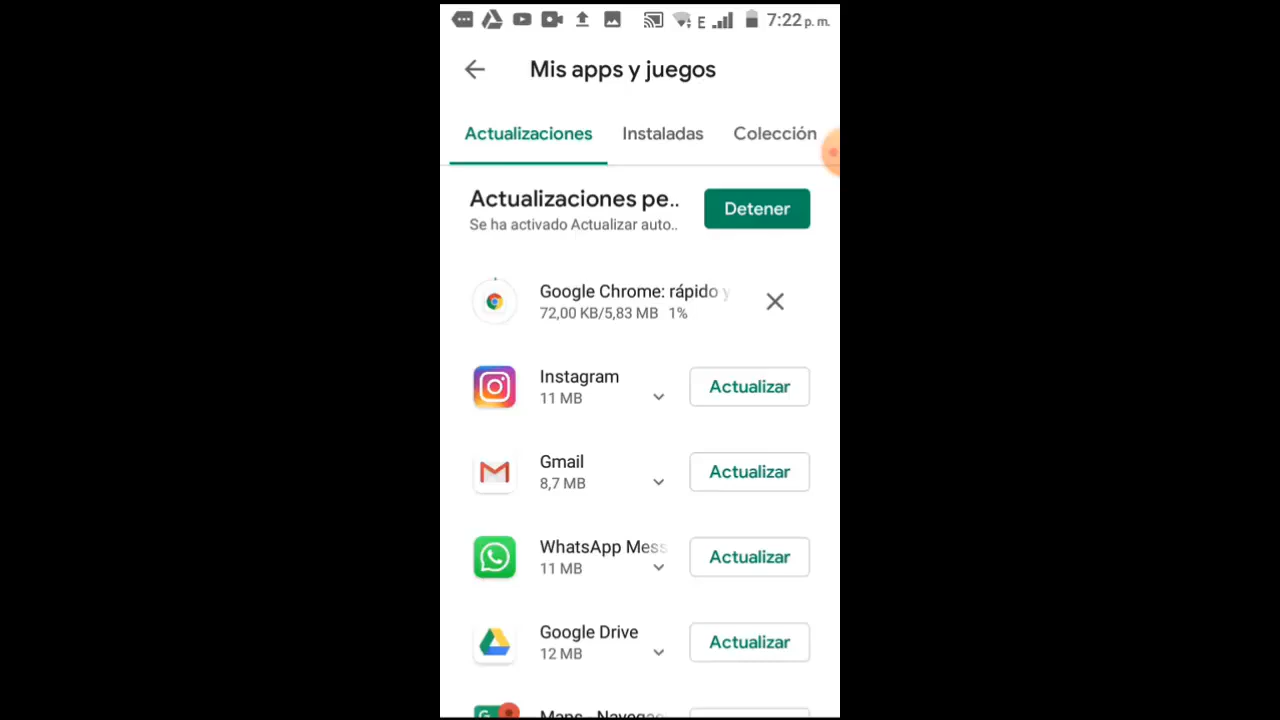 E 7:22 p. m.
Mis apps y juegos
Actualizaciones Instaladas Colección
Actualizaciones pe..
Detener
Se ha activado Actualizar auto..
Google Chrome: rápido y
72,00 KB/5,83 MB 1%
Instagram
11 MB
Actualizar
Gmail
8,7 MB
Actualizar
WhatsApp Mess
11 MB
Actualizar
Google Drive
12 MB
Actualizar
Maps - Navega